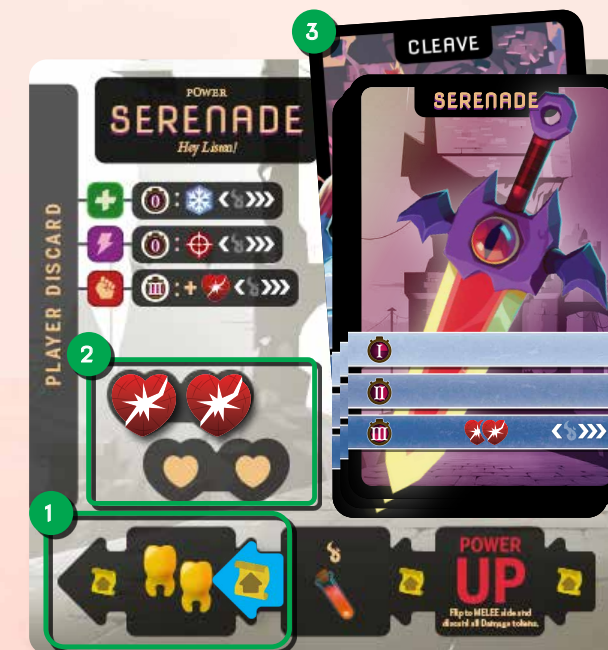 3
CLEAVE
POWER
SERENADE
Hey Listen!
0 :
0 :
III : +
PLAYER DISCARD
2
SERENADE
I
II
III
1
POWER
UP
Flip to MELEE side and
discard all Damage tokens.